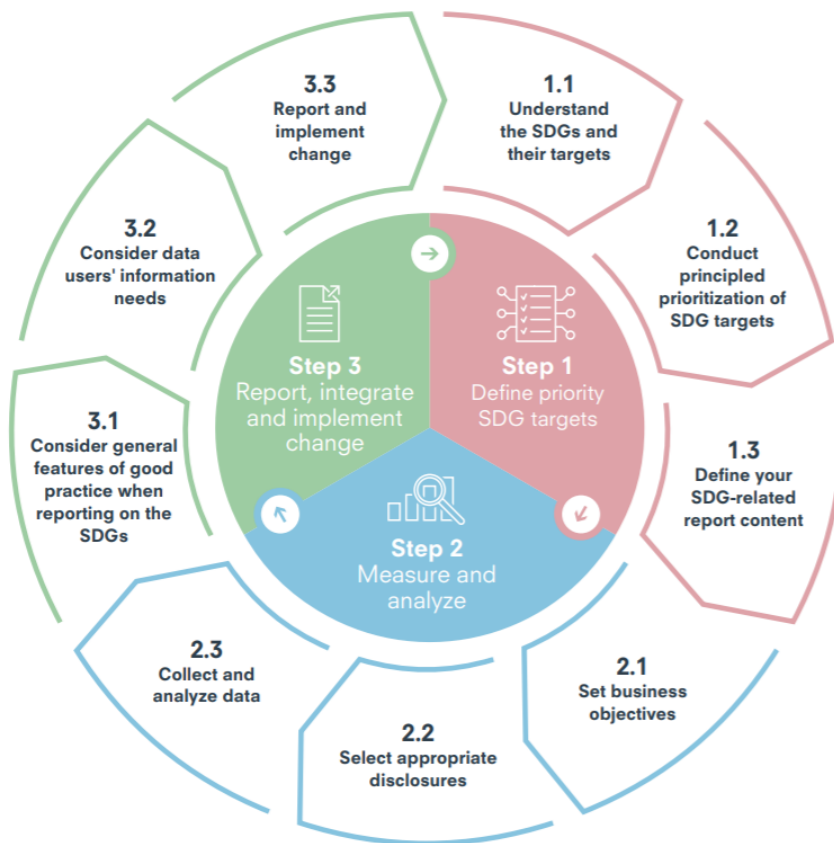 1.1
Understand
the SDGs and
their targets
1.2
Conduct
principled
prioritization of
SDG targets
1.3
Define your
SDG-related
report content
2.1
Set business
objectives
2.2
Select appropriate
disclosures
2.3
Collect and
analyze data
3.1
Consider general
features of good
practice when
reporting on the
SDGs
3.2
Consider data
users' information
needs
3.3
Report and
implement
change
Step 1
Define priority
SDG targets
Step 2
Measure and
analyze
Step 3
Report, integrate
and implement
change